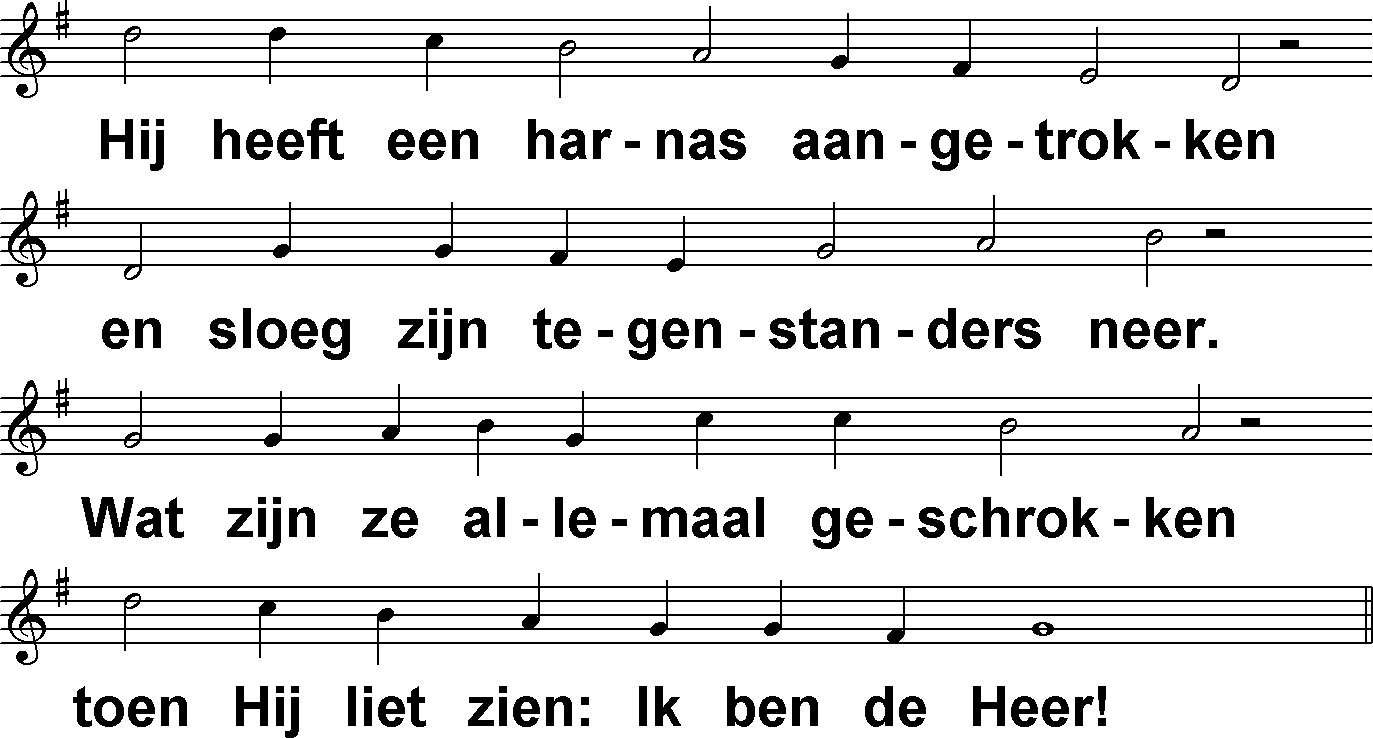 Hij heeft een har - nas aan - ge - trok - ken
en sloeg zijn te - gen - stan - ders neer.
Wat zijn ze al - le - maal ge - schrok - ken
toen Hij liet zien: Ik ben de Heer!